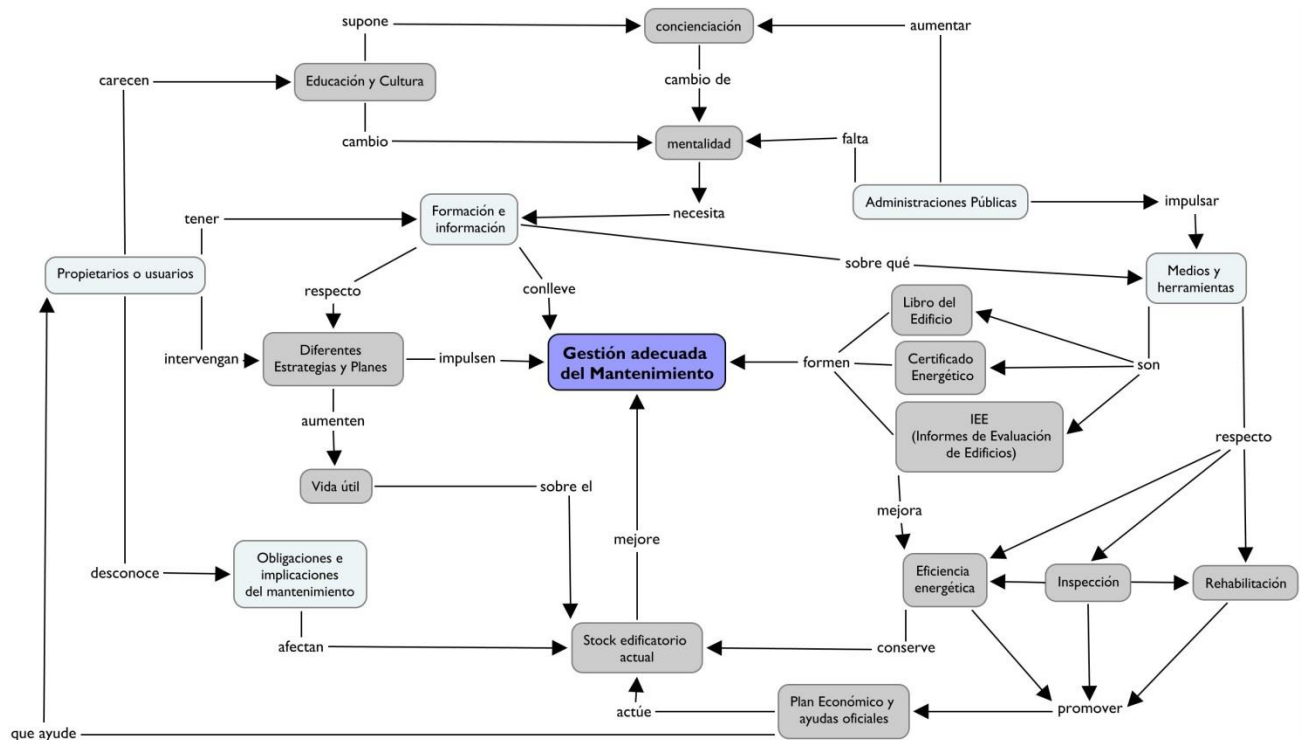 supone
concienciación
aumentar
carecen
Educación y Cultura
cambio de
cambio
mentalidad
falta
tener
Formación e
información
necesita
Administraciones Públicas
impulsar
Propietarios o usuarios
sobre qué
Medios y
herramientas
respecto
conlleve
Libro del
Edificio
intervengan
Diferentes
Estrategias y Planes
impulsen
Gestión adecuada
del Mantenimiento
formen
Certificado
Energético
son
aumenten
IEE
(Informes de Evaluación
de Edificios)
respecto
Vida útil
sobre el
mejora
mejore
desconoce
Obligaciones e
implicaciones
del mantenimiento
Eficiencia
energética
Inspección
Rehabilitación
afectan
Stock edificatorio
actual
conserve
actúe
Plan Económico y
ayudas oficiales
promover
que ayude